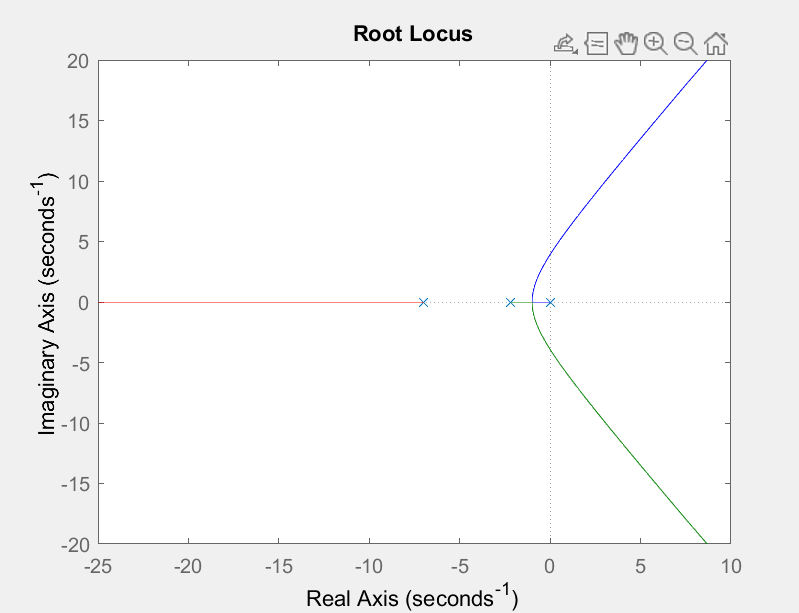 Root Locus
20
15
10
5
0
-5
-10
-15
-20
Imaginary Axis (seconds⁻¹)
-25 -20 -15 -10 -5 0 5 10
Real Axis (seconds⁻¹)